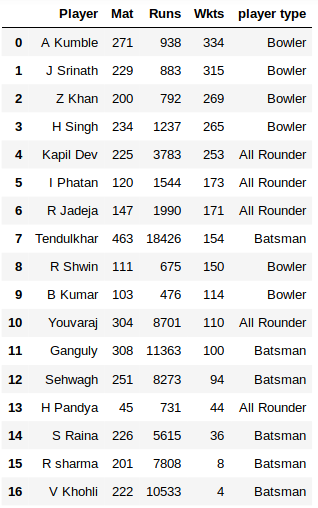 Player Mat Runs Wkts player type
0 A Kumble 271 938 334 Bowler
1 J Srinath 229 883 315 Bowler
2 Z Khan 200 792 269 Bowler
3 H Singh 234 1237 265 Bowler
4 Kapil Dev 225 3783 253 All Rounder
5 I Phatan 120 1544 173 All Rounder
6 R Jadeja 147 1990 171 All Rounder
7 Tendulkhar 463 18426 154 Batsman
8 R Shwin 111 675 150 Bowler
9 B Kumar 103 476 114 Bowler
10 Youvaraj 304 8701 110 All Rounder
11 Ganguly 308 11363 100 Batsman
12 Sehwagh 251 8273 94 Batsman
13 H Pandya 45 731 44 All Rounder
14 S Raina 226 5615 36 Batsman
15 R sharma 201 7808 8 Batsman
16 V Khohli 222 10533 4 Batsman